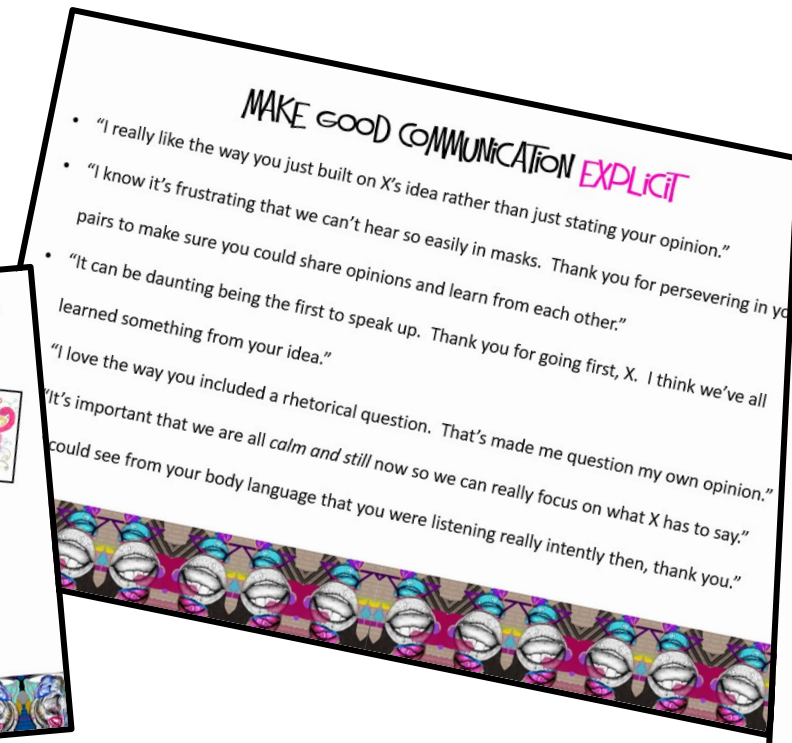 MAKE GOOD COMMUNICATION EXPLICIT
• “I really like the way you just built on X’s idea rather than just stating your opinion.”
• “I know it’s frustrating that we can’t hear so easily in masks.  Thank you for persevering in
pairs to make sure you could share opinions and learn from each other.”
• “It can be daunting being the first to speak up.  Thank you for going first, X.  I think we’ve all
learned something from your idea.”
“I love the way you included a rhetorical question.  That’s made me question my own opinion.”
“It’s important that we are all calm and still now so we can really focus on what X has to say.”
could see from your body language that you were listening really intently then, thank you.”